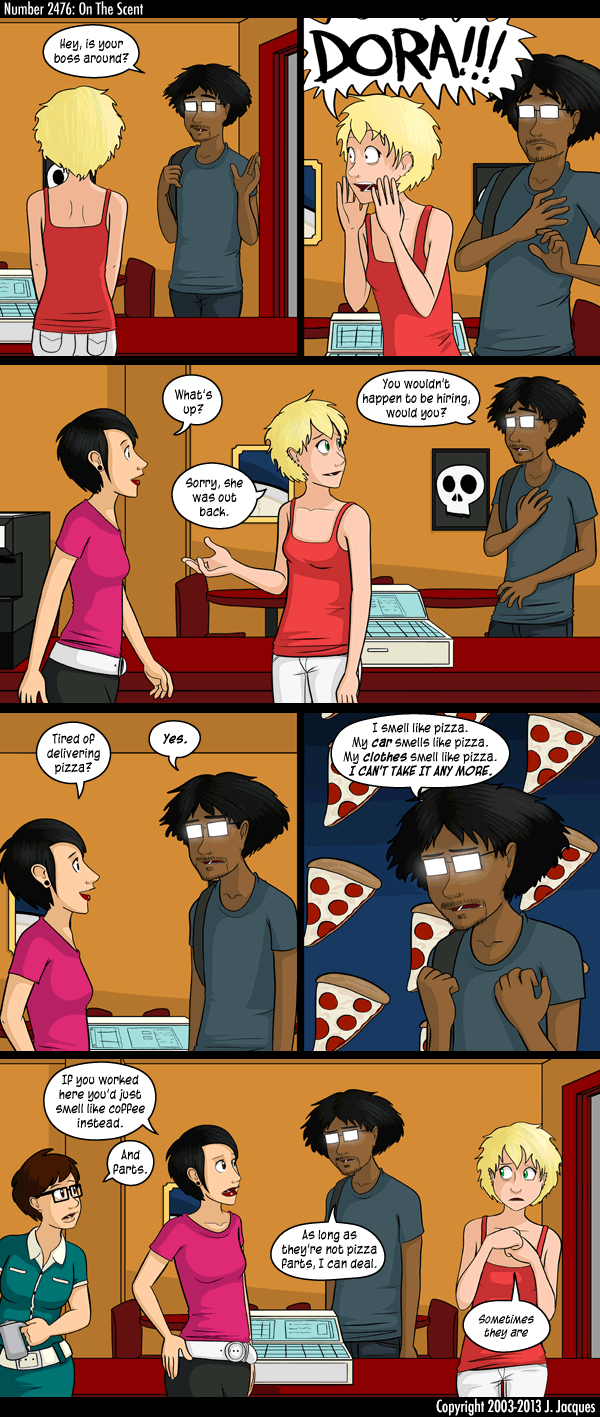 Number 2476: On The Scent
Hey, is your
boss around?
DORA!!!
What's
up?
Sorry, she
was out
back.
You wouldn't
happen to be hiring,
would you?
Tired of
delivering
pizza?
Yes.
I smell like pizza.
My car smells like pizza.
My clothes smell like pizza.
I CAN'T TAKE IT ANY MORE.
If you worked
here you'd just
smell like coffee
instead.
And
farts.
As long as
they're not pizza
farts, I can deal.
Sometimes
they are
Copyright 2003-2013 J. Jacques